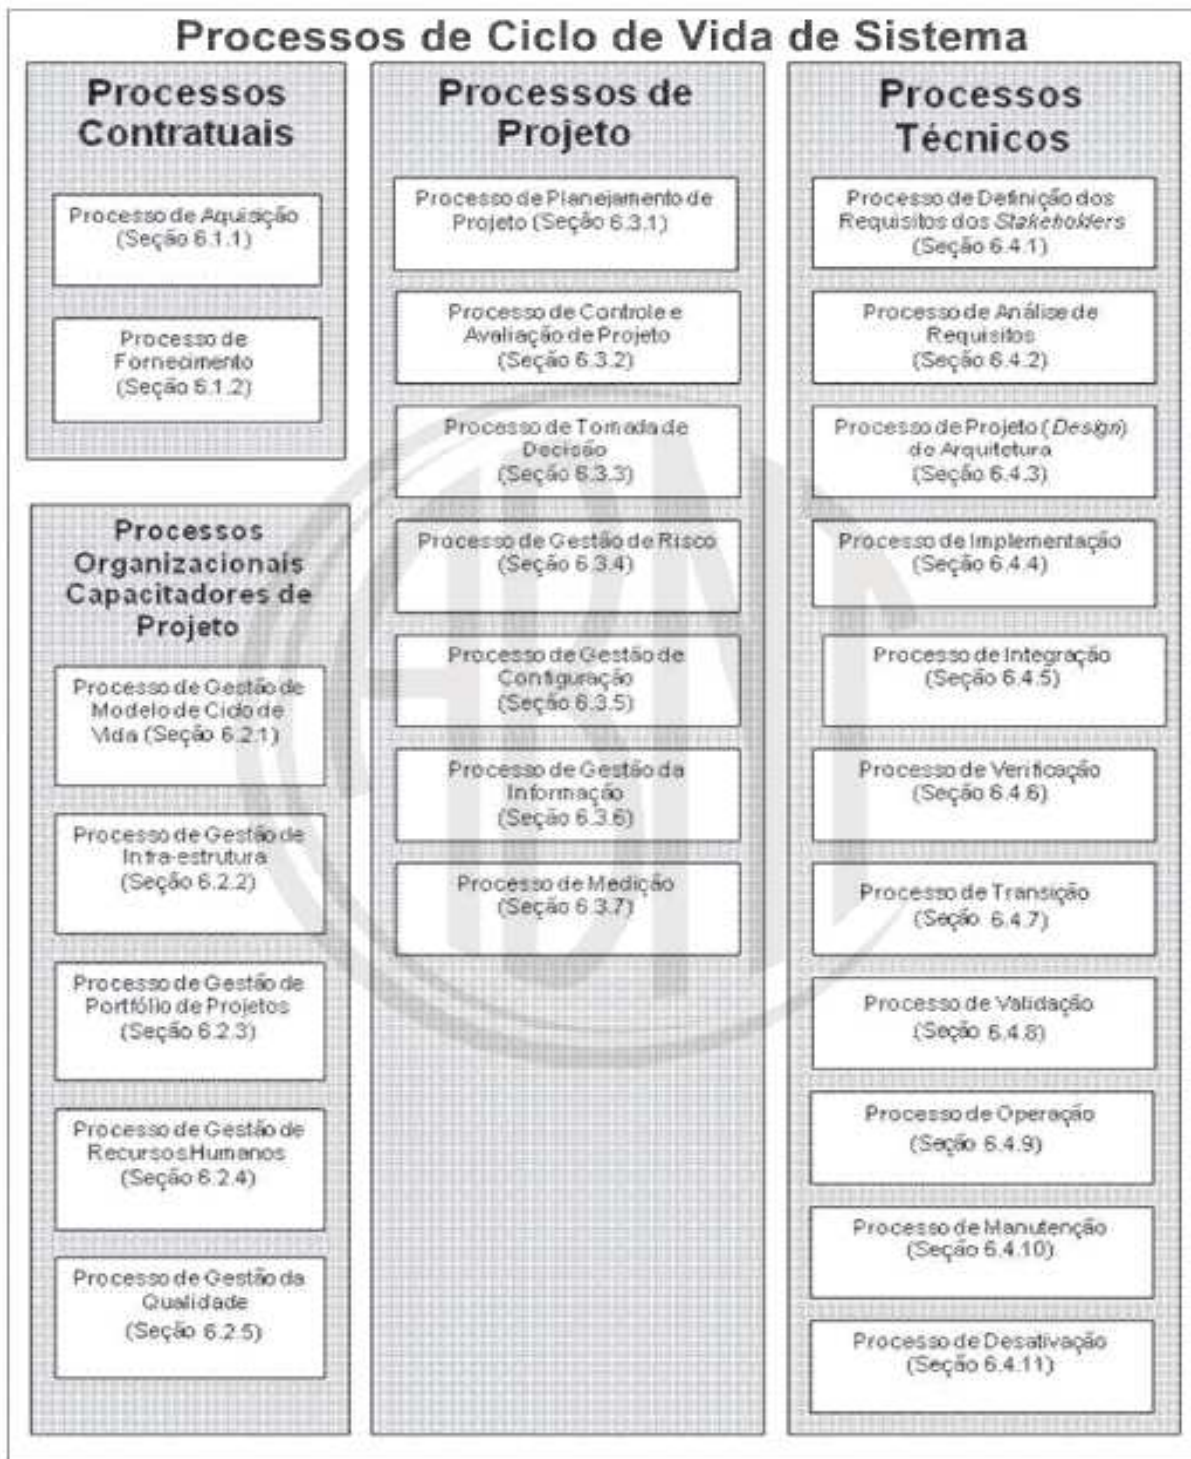 Processos de Ciclo de Vida de Sistema
Processos
Contratuais
Processo de Aquisição
(Seção 6.1.1)
Processo de
Fornecimento
(Seção 6.1.2)
Processos
Organizacionais
Capacitadores de
Projeto
Processo de Gestão de
Modelo de Ciclo de
Vida (Seção 6.2.1)
Processo de Gestão de
Infra-estrutura
(Seção 6.2.2)
Processo de Gestão de
Portfólio de Projetos
(Seção 6.2.3)
Processo de Gestão de
Recursos Humanos
(Seção 6.2.4)
Processo de Gestão da
Qualidade
(Seção 6.2.5)
Processos de
Projeto
Processo de Planejamento de
Projeto (Seção 6.3.1)
Processo de Controle e
Avaliação de Projeto
(Seção 6.3.2)
Processo de Tomada de
Decisão
(Seção 6.3.3)
Processo de Gestão de Risco
(Seção 6.3.4)
Processo de Gestão de
Configuração
(Seção 6.3.5)
Processo de Gestão da
Informação
(Seção 6.3.6)
Processo de Medição
(Seção 6.3.7)
Processos
Técnicos
Processo de Definição dos
Requisitos dos Stakeholders
(Seção 6.4.1)
Processo de Análise de
Requisitos
(Seção 6.4.2)
Processo de Projeto (Design)
de Arquitetura
(Seção 6.4.3)
Processo de Implementação
(Seção 6.4.4)
Processo de Integração
(Seção 6.4.5)
Processo de Verificação
(Seção 6.4.6)
Processo de Transição
(Seção 6.4.7)
Processo de Validação
(Seção 6.4.8)
Processo de Operação
(Seção 6.4.9)
Processo de Manutenção
(Seção 6.4.10)
Processo de Desativação
(Seção 6.4.11)
ABNT